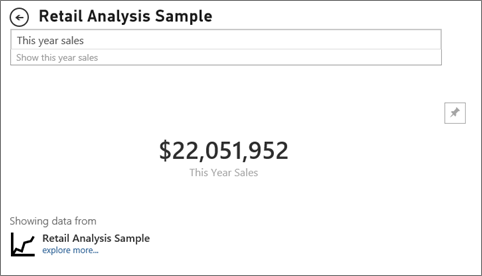 Retail Analysis Sample
This year sales
Show this year sales
$22,051,952
This Year Sales
Showing data from
Retail Analysis Sample
explore more...